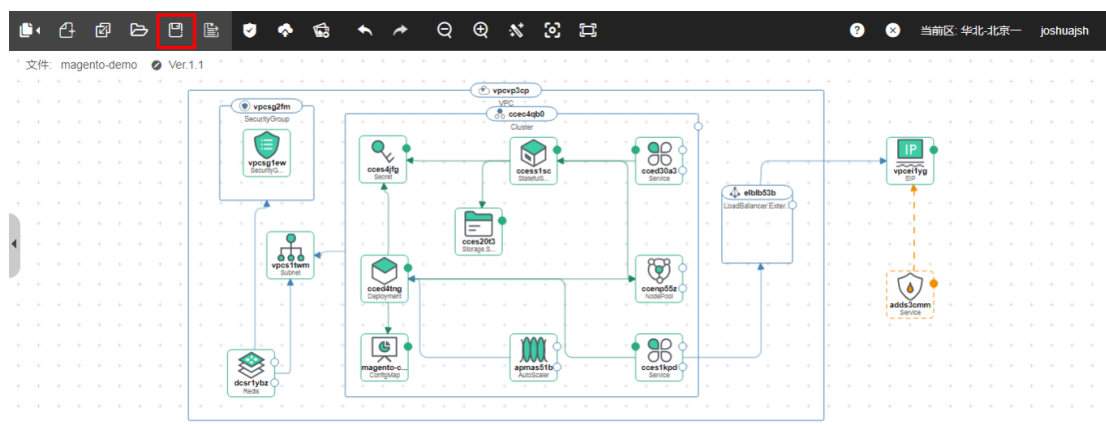 当前区: 华北-北京一 joshuajsh
文件: magento-demo Ver.1.1
vpcvp3cp
VPC
vpcsg2fm
SecurityGroup
ccec4qb0
Cluster
vpcsg1ew
SecurityG...
cces4jfg
Secret
ccess1sc
StatefulS...
cced30a3
Service
IP
vpcei1yg
EIP
elblb53b
LoadBalancer Exter...
cces20t3
Storage.S...
vpcs1twm
Subnet
cced4tng
Deployment
ccenp55z
NodePool
adds3cmm
Service
magento-c...
ConfigMap
apmas51b
AutoScaler
cces1kpd
Service
dcsr1ybz
Redis